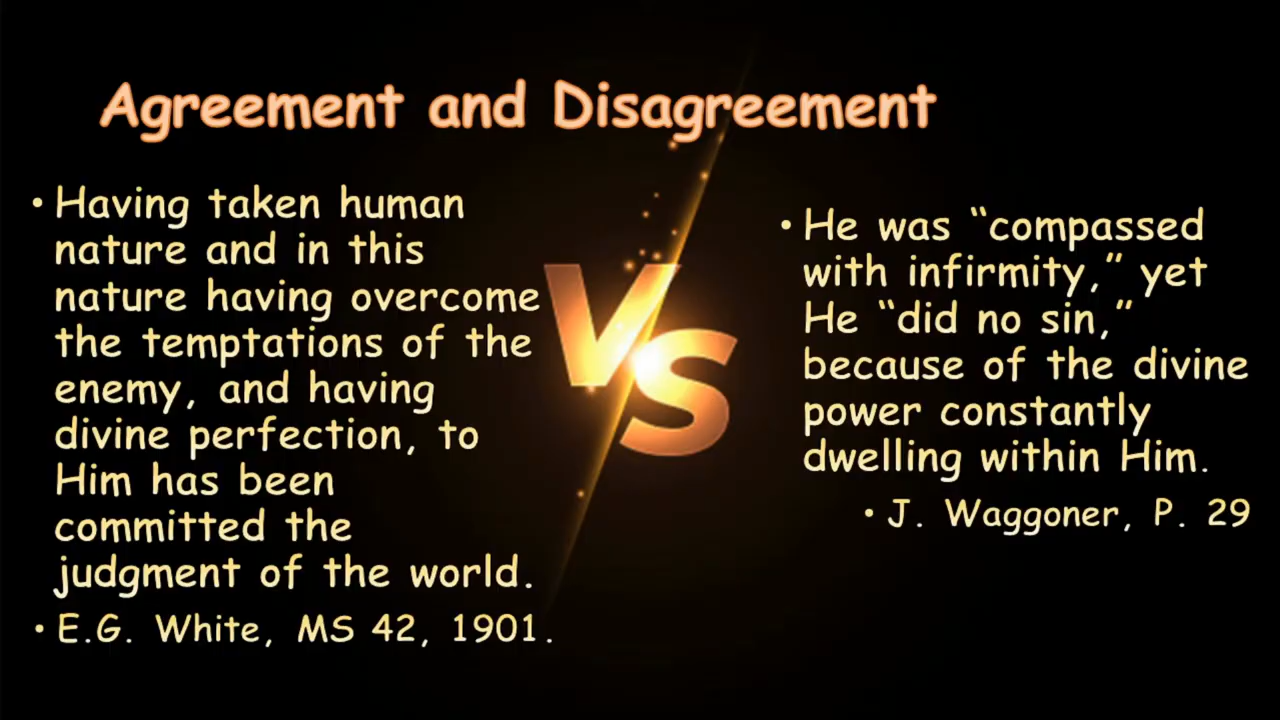 Agreement and Disagreement
• Having taken human
nature and in this
nature having overcome
the temptations of the
enemy, and having
divine perfection, to
Him has been
committed the
judgment of the world.
• E.G. White, MS 42, 1901.
VS
• He was “compassed
with infirmity,” yet
He “did no sin,”
because of the divine
power constantly
dwelling within Him.
• J. Waggoner, P. 29